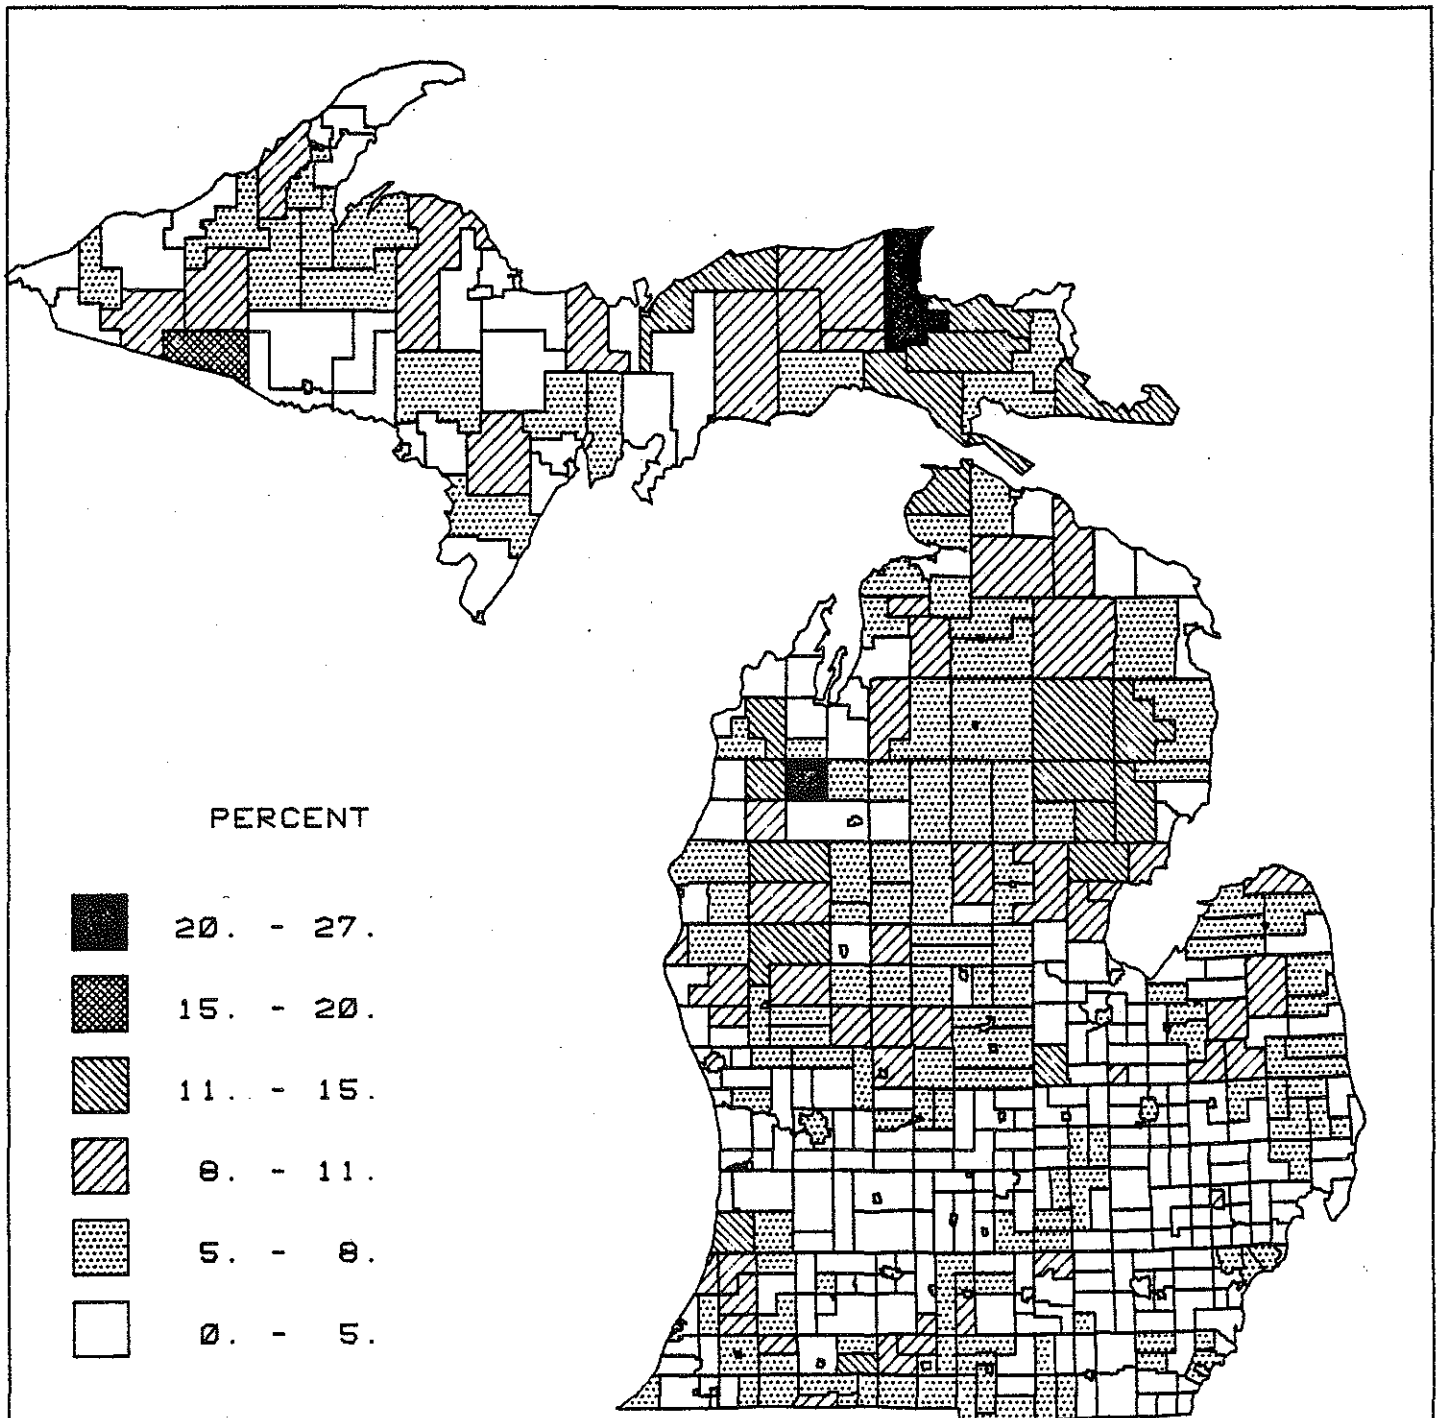 PERCENT
20. - 27.
15. - 20.
11. - 15.
8. - 11.
5. - 8.
0. - 5.